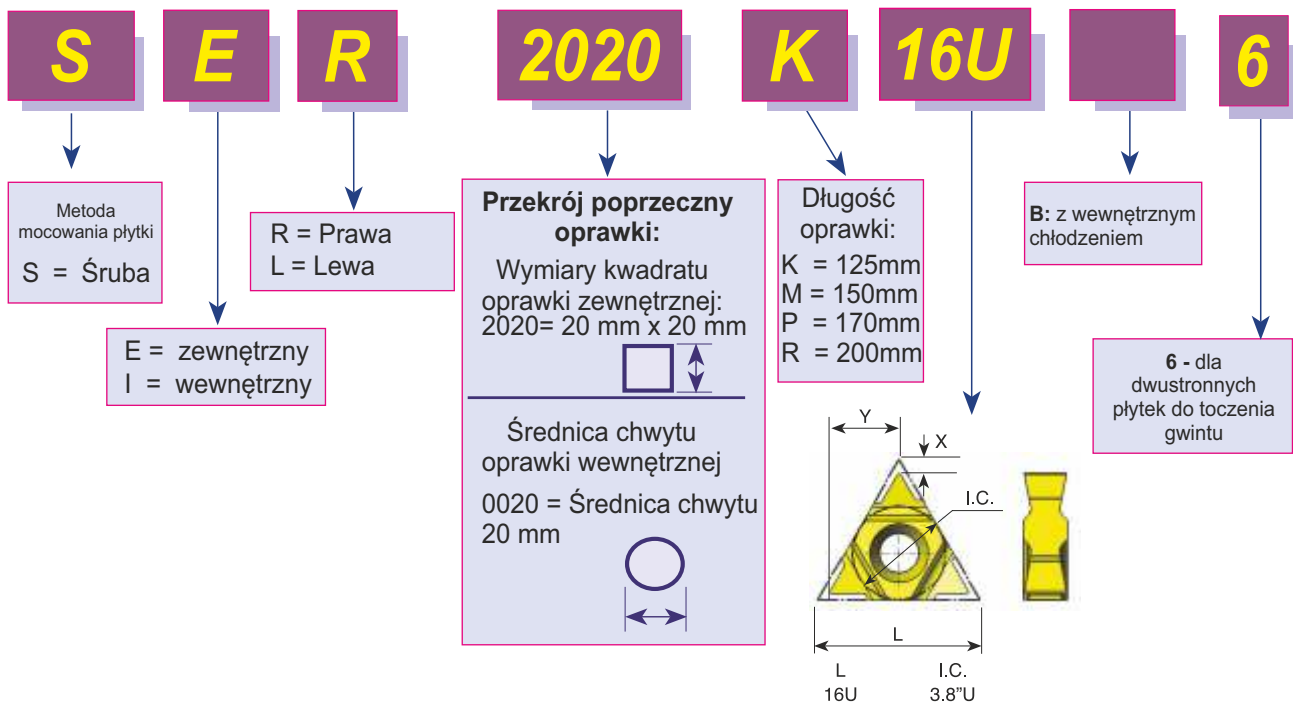 S E R 2020 K 16U 6
Metoda
mocowania płytki
S = Śruba
E = zewnętrzny
I = wewnętrzny
R = Prawa
L = Lewa
Przekrój poprzeczny
oprawki:
Wymiary kwadratu
oprawki zewnętrznej:
2020= 20 mm x 20 mm
Średnica chwytu
oprawki wewnętrznej
0020 = Średnica chwytu
20 mm
Długość
oprawki:
K = 125mm
M = 150mm
P = 170mm
R = 200mm
Y
X
I.C.
L
L I.C.
16U 3.8”U
B: z wewnętrznym
chłodzeniem
6 - dla
dwustronnych
płytek do toczenia
gwintu